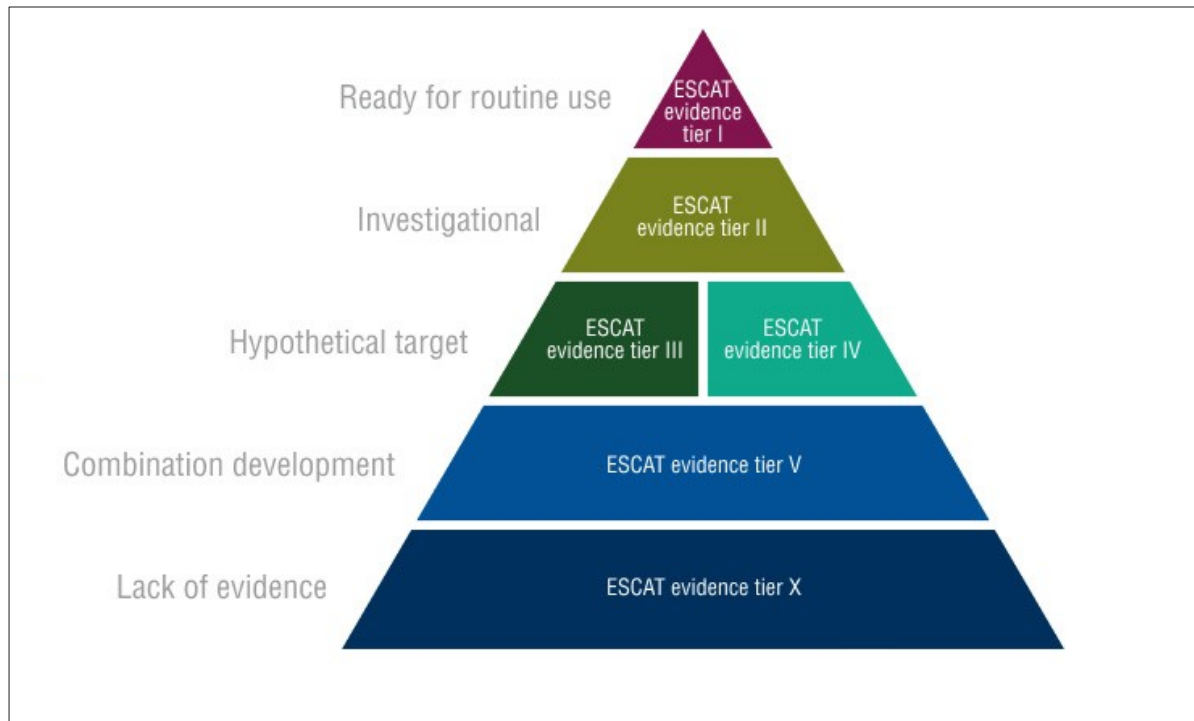 Ready for routine use
ESCAT
evidence
tier I
Investigational
ESCAT
evidence tier II
Hypothetical target
ESCAT
evidence tier III
ESCAT
evidence tier IV
Combination development
ESCAT evidence tier V
Lack of evidence
ESCAT evidence tier X